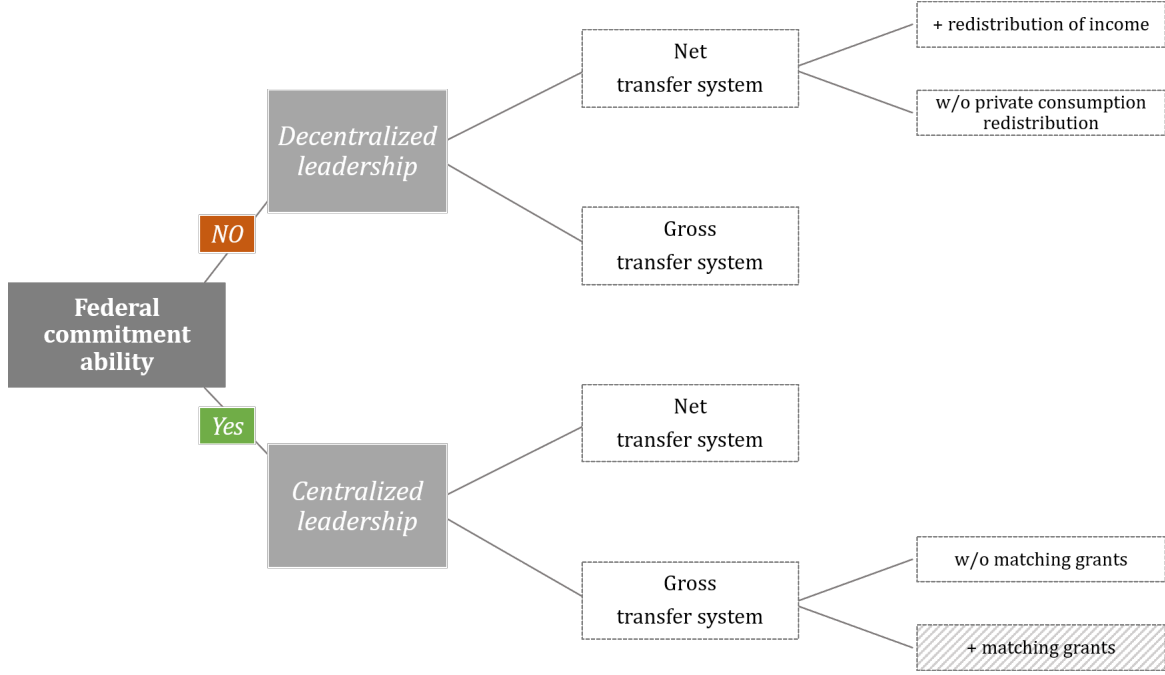 Federal
commitment
ability
NO
Yes
Decentralized
leadership
Centralized
leadership
Net
transfer system
Gross
transfer system
Net
transfer system
Gross
transfer system
+ redistribution of income
w/o private consumption
redistribution
w/o matching grants
+ matching grants